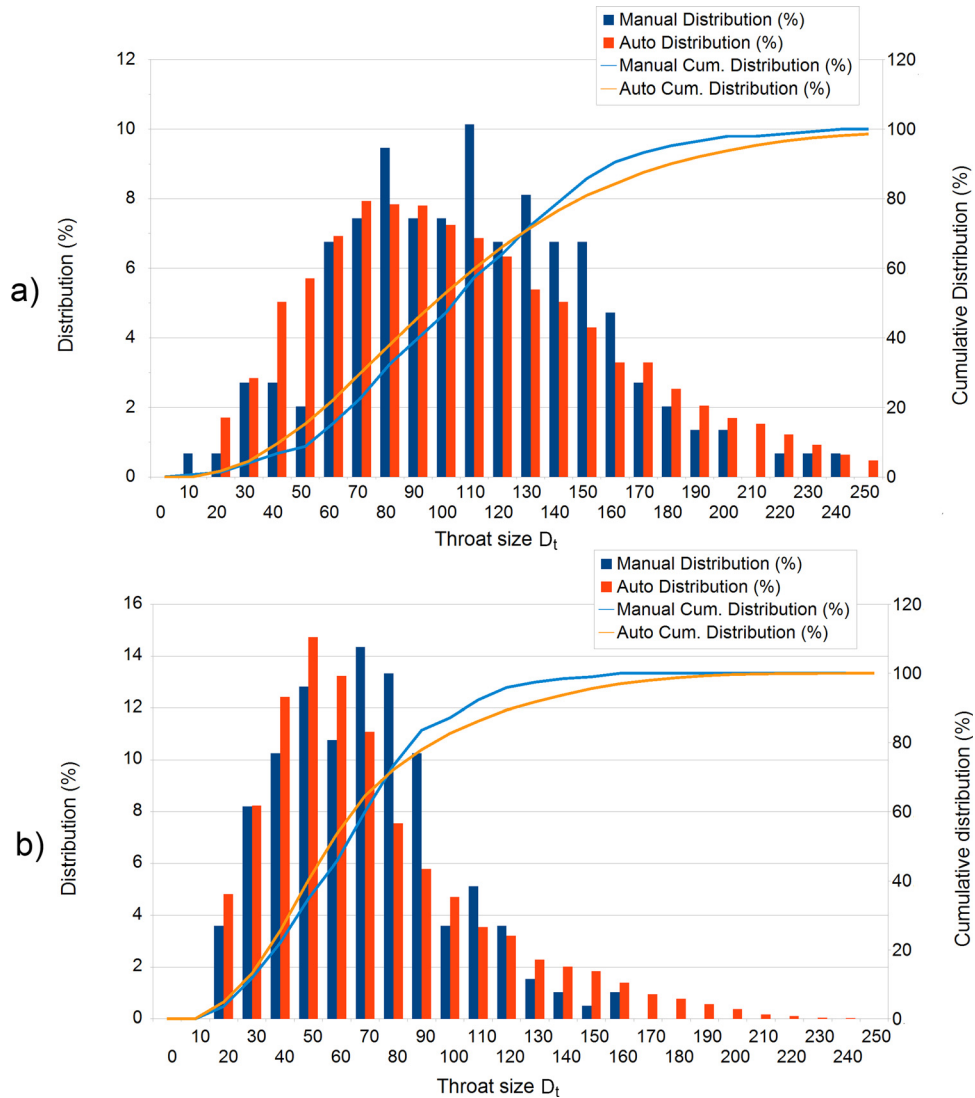 a)
Manual Distribution (%)
Auto Distribution (%)
Manual Cum. Distribution (%)
Auto Cum. Distribution (%)
Distribution (%)
12
10
8
6
4
2
0
Cumulative Distribution (%)
120
100
80
60
40
20
0
10 30 50 70 90 110 130 150 170 190 210 230 250
0 20 40 60 80 100 120 140 160 180 200 220 240
Throat size Dt
b)
Manual Distribution (%)
Auto Distribution (%)
Manual Cum. Distribution (%)
Auto Cum. Distribution (%)
Distribution (%)
16
14
12
10
8
6
4
2
0
Cumulative distribution (%)
120
100
80
60
40
20
0
10 30 50 70 90 110 130 150 170 190 210 230 250
0 20 40 60 80 100 120 140 160 180 200 220 240
Throat size Dt